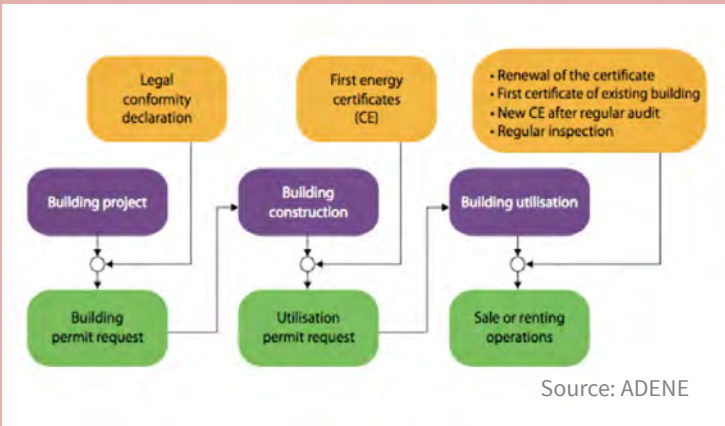 Legal
conformity
declaration
First energy
certificates
(CE)
• Renewal of the certificate
• First certificate of existing building
• New CE after regular audit
• Regular inspection
Building project
Building
construction
Building utilisation
Building
permit request
Utilisation
permit request
Sale or renting
operations
Source: ADENE